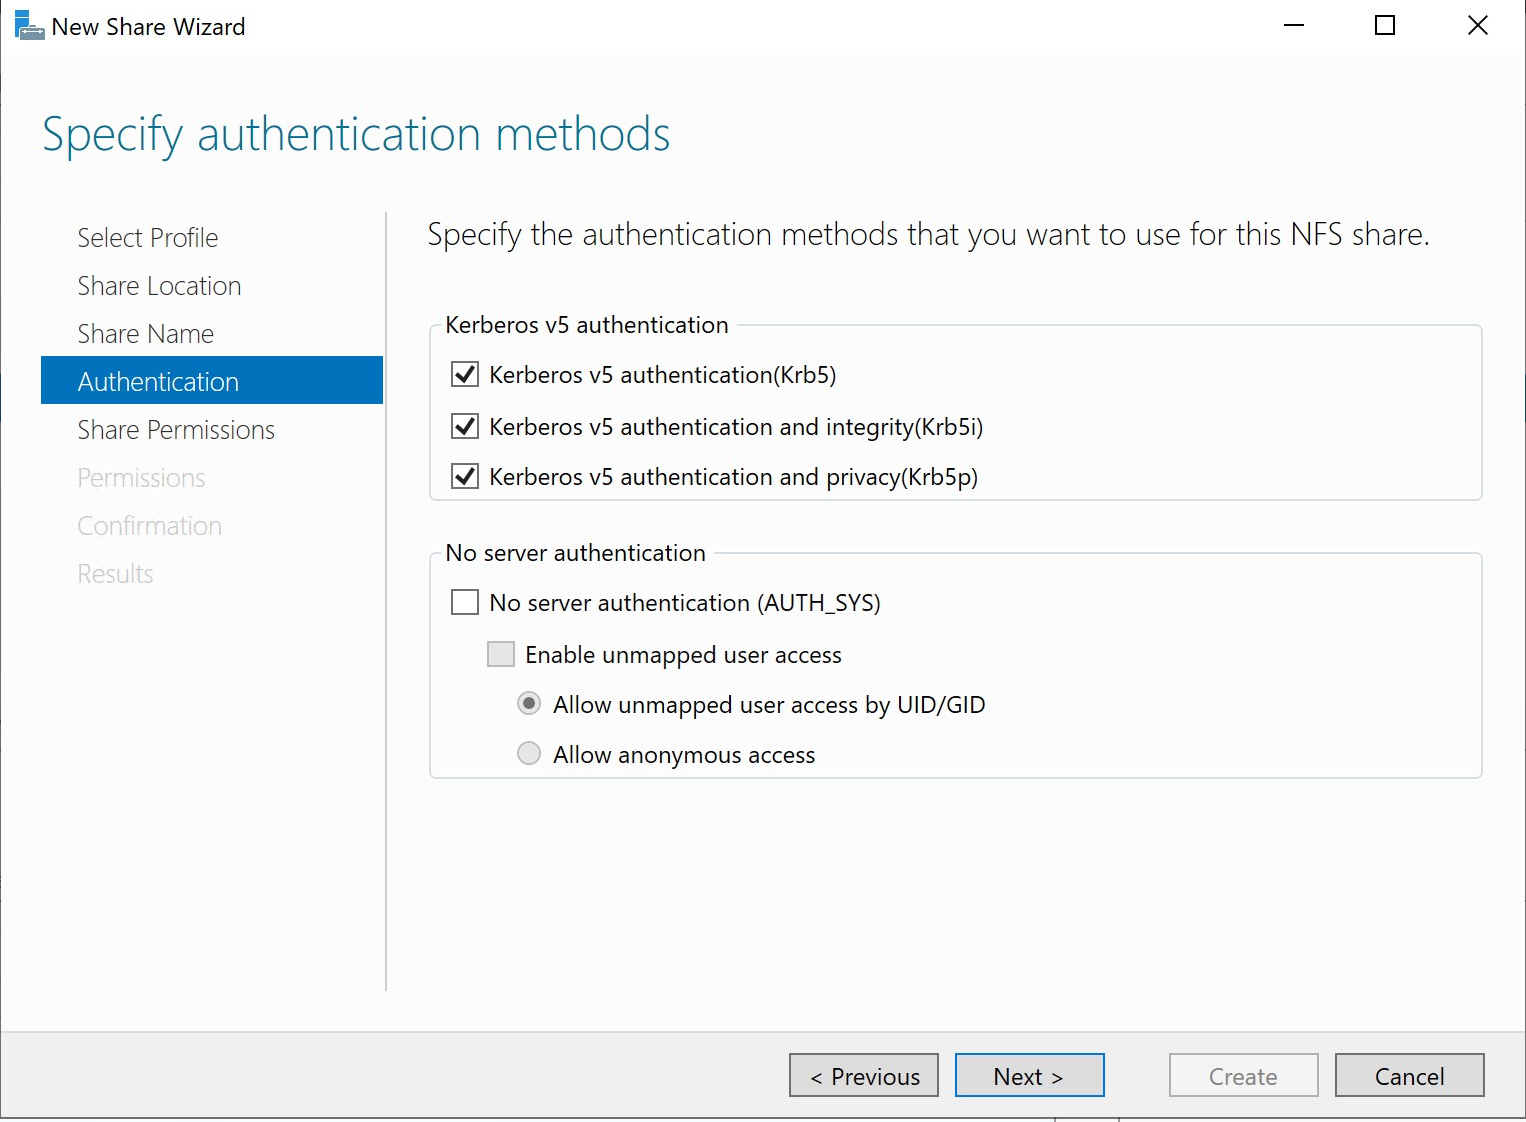 New Share Wizard
Specify authentication methods
Select Profile
Share Location
Share Name
Authentication
Share Permissions
Permissions
Confirmation
Results
Specify the authentication methods that you want to use for this NFS share.
Kerberos v5 authentication
Kerberos v5 authentication(Krb5)
Kerberos v5 authentication and integrity(Krb5i)
Kerberos v5 authentication and privacy(Krb5p)
No server authentication
No server authentication (AUTH_SYS)
Enable unmapped user access
Allow unmapped user access by UID/GID
Allow anonymous access
< Previous
Next >
Create
Cancel